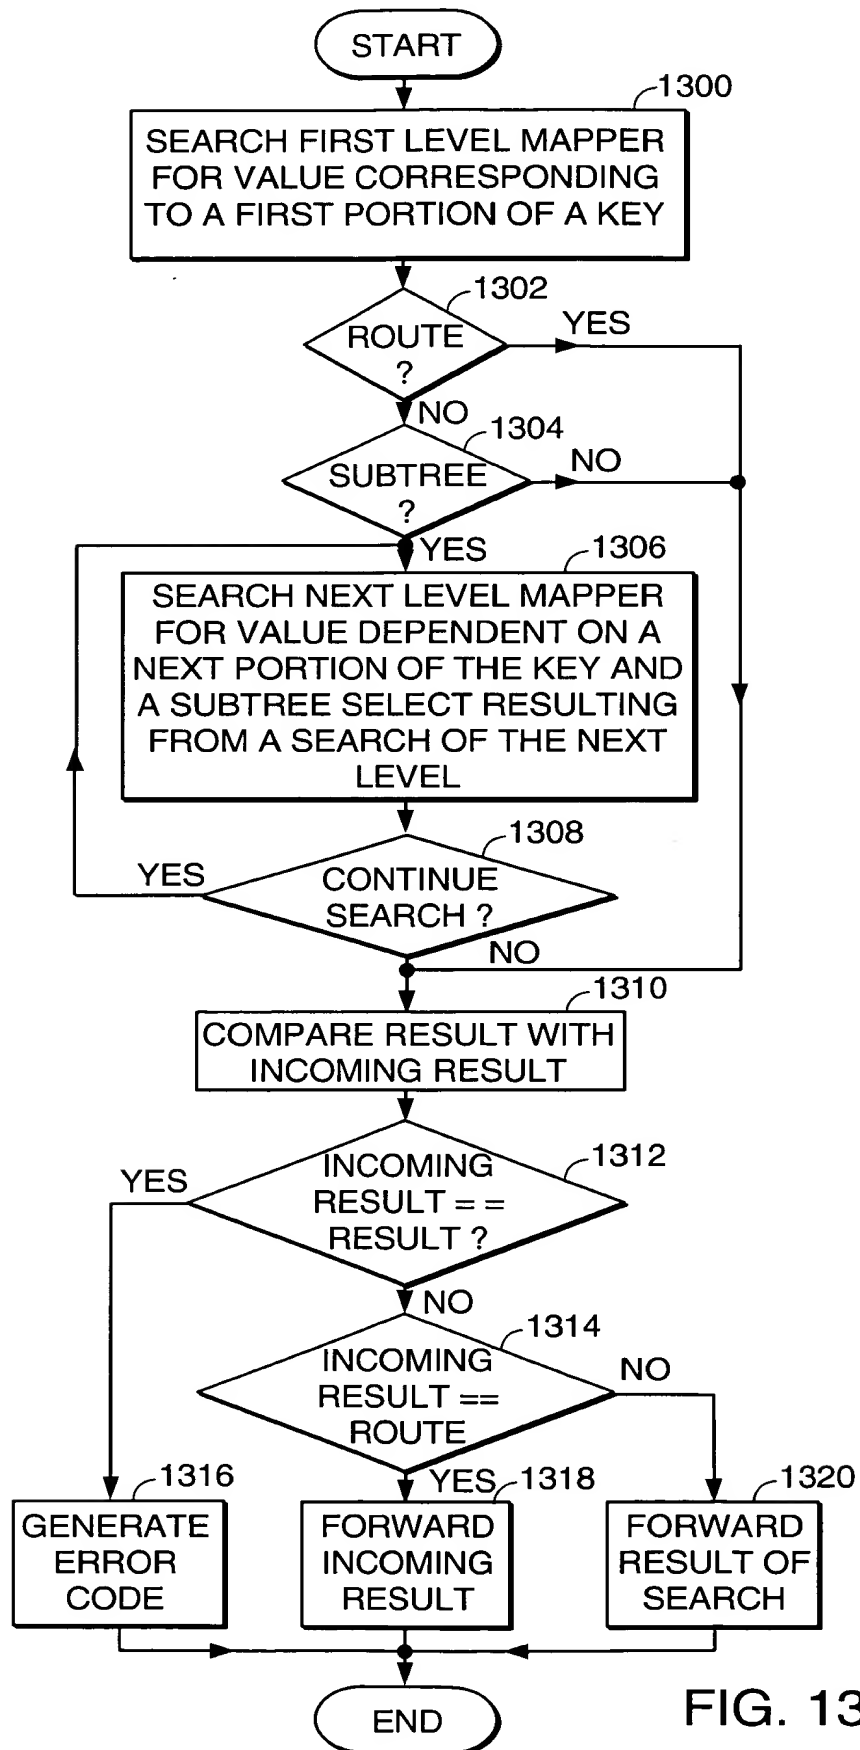 START
1300
SEARCH FIRST LEVEL MAPPER
FOR VALUE CORRESPONDING
TO A FIRST PORTION OF A KEY
1302
ROUTE
?
YES
NO
1304
SUBTREE
?
NO
YES
1306
SEARCH NEXT LEVEL MAPPER
FOR VALUE DEPENDENT ON A
NEXT PORTION OF THE KEY AND
A SUBTREE SELECT RESULTING
FROM A SEARCH OF THE NEXT
LEVEL
1308
YES
CONTINUE
SEARCH ?
NO
1310
COMPARE RESULT WITH
INCOMING RESULT
1312
YES
INCOMING
RESULT = =
RESULT ?
NO
1314
INCOMING
RESULT ==
ROUTE
NO
YES
1316
GENERATE
ERROR
CODE
1318
FORWARD
INCOMING
RESULT
1320
FORWARD
RESULT OF
SEARCH
END
FIG. 13